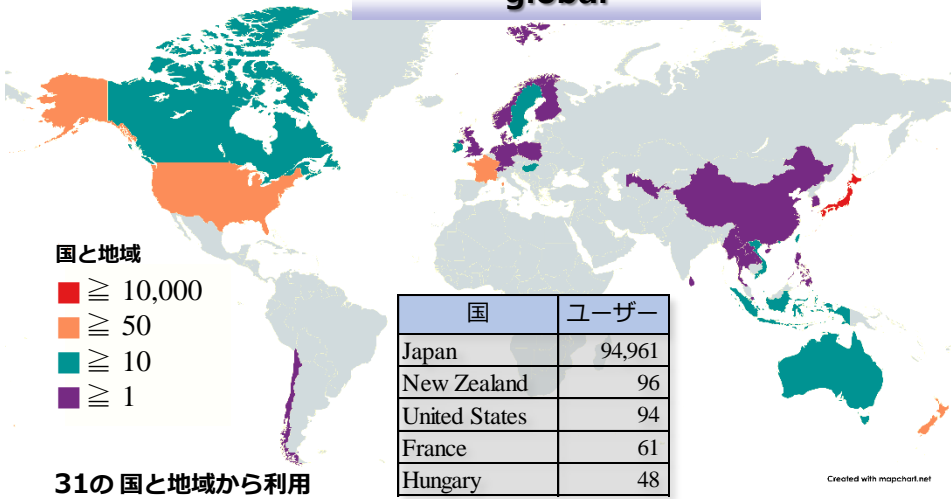 global
国と地域
≧ 10,000
≧ 50
≧ 10
≧ 1
31の 国と地域から利用
国 ユーザー
Japan 94,961
New Zealand 96
United States 94
France 61
Hungary 48
Created with mapchart.net